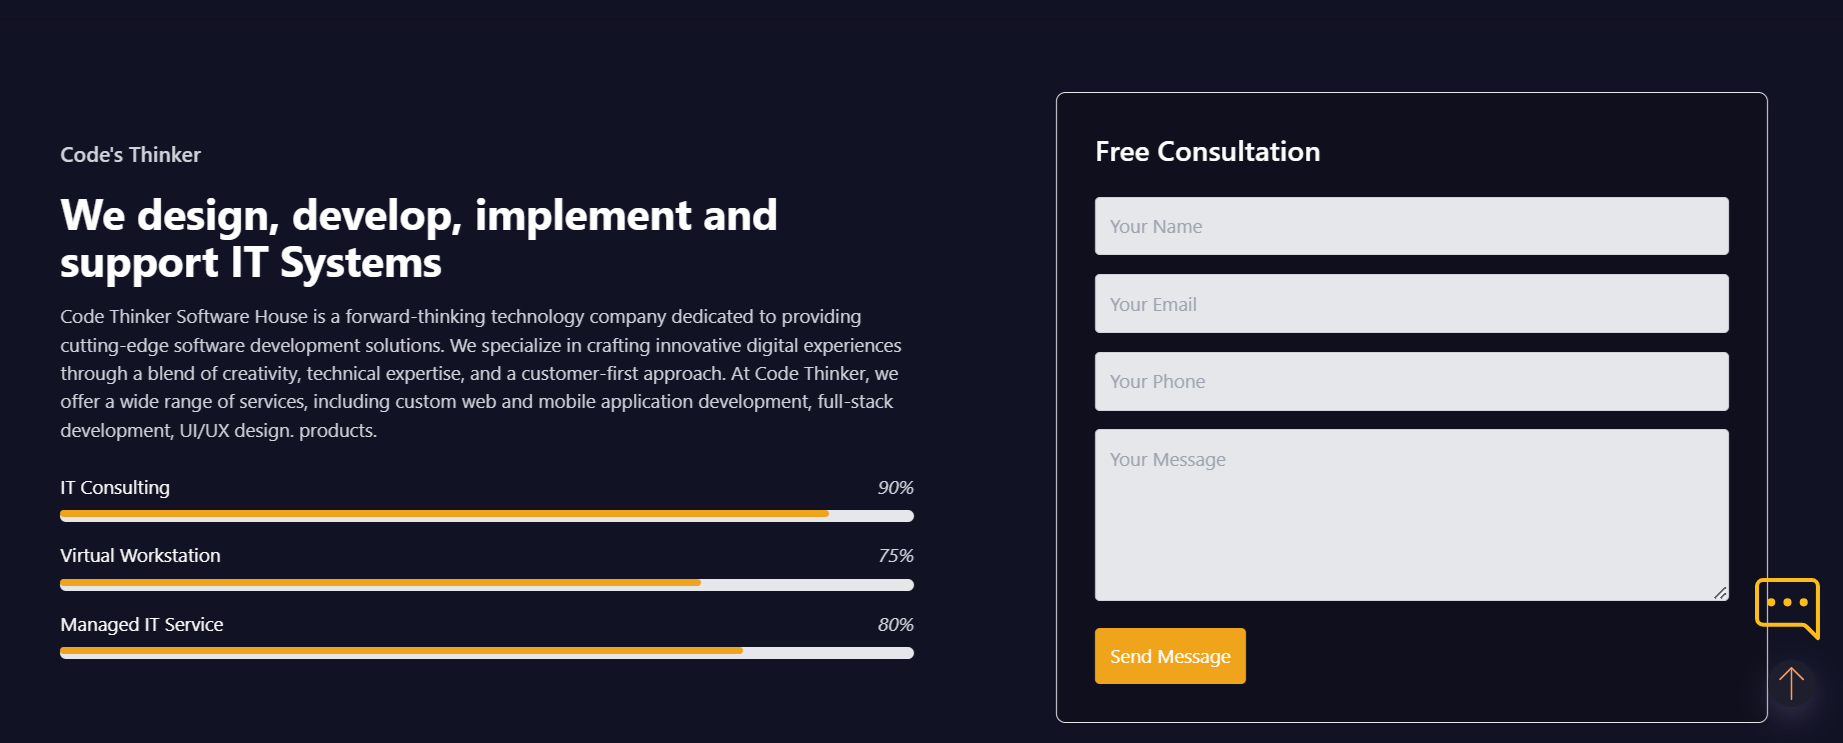 Code's Thinker
We design, develop, implement and
support IT Systems
Code Thinker Software House is a forward-thinking technology company dedicated to providing
cutting-edge software development solutions. We specialize in crafting innovative digital experiences
through a blend of creativity, technical expertise, and a customer-first approach. At Code Thinker, we
offer a wide range of services, including custom web and mobile application development, full-stack
development, UI/UX design. products.
IT Consulting 90%
Virtual Workstation 75%
Managed IT Service 80%
Free Consultation
Your Name
Your Email
Your Phone
Your Message
Send Message